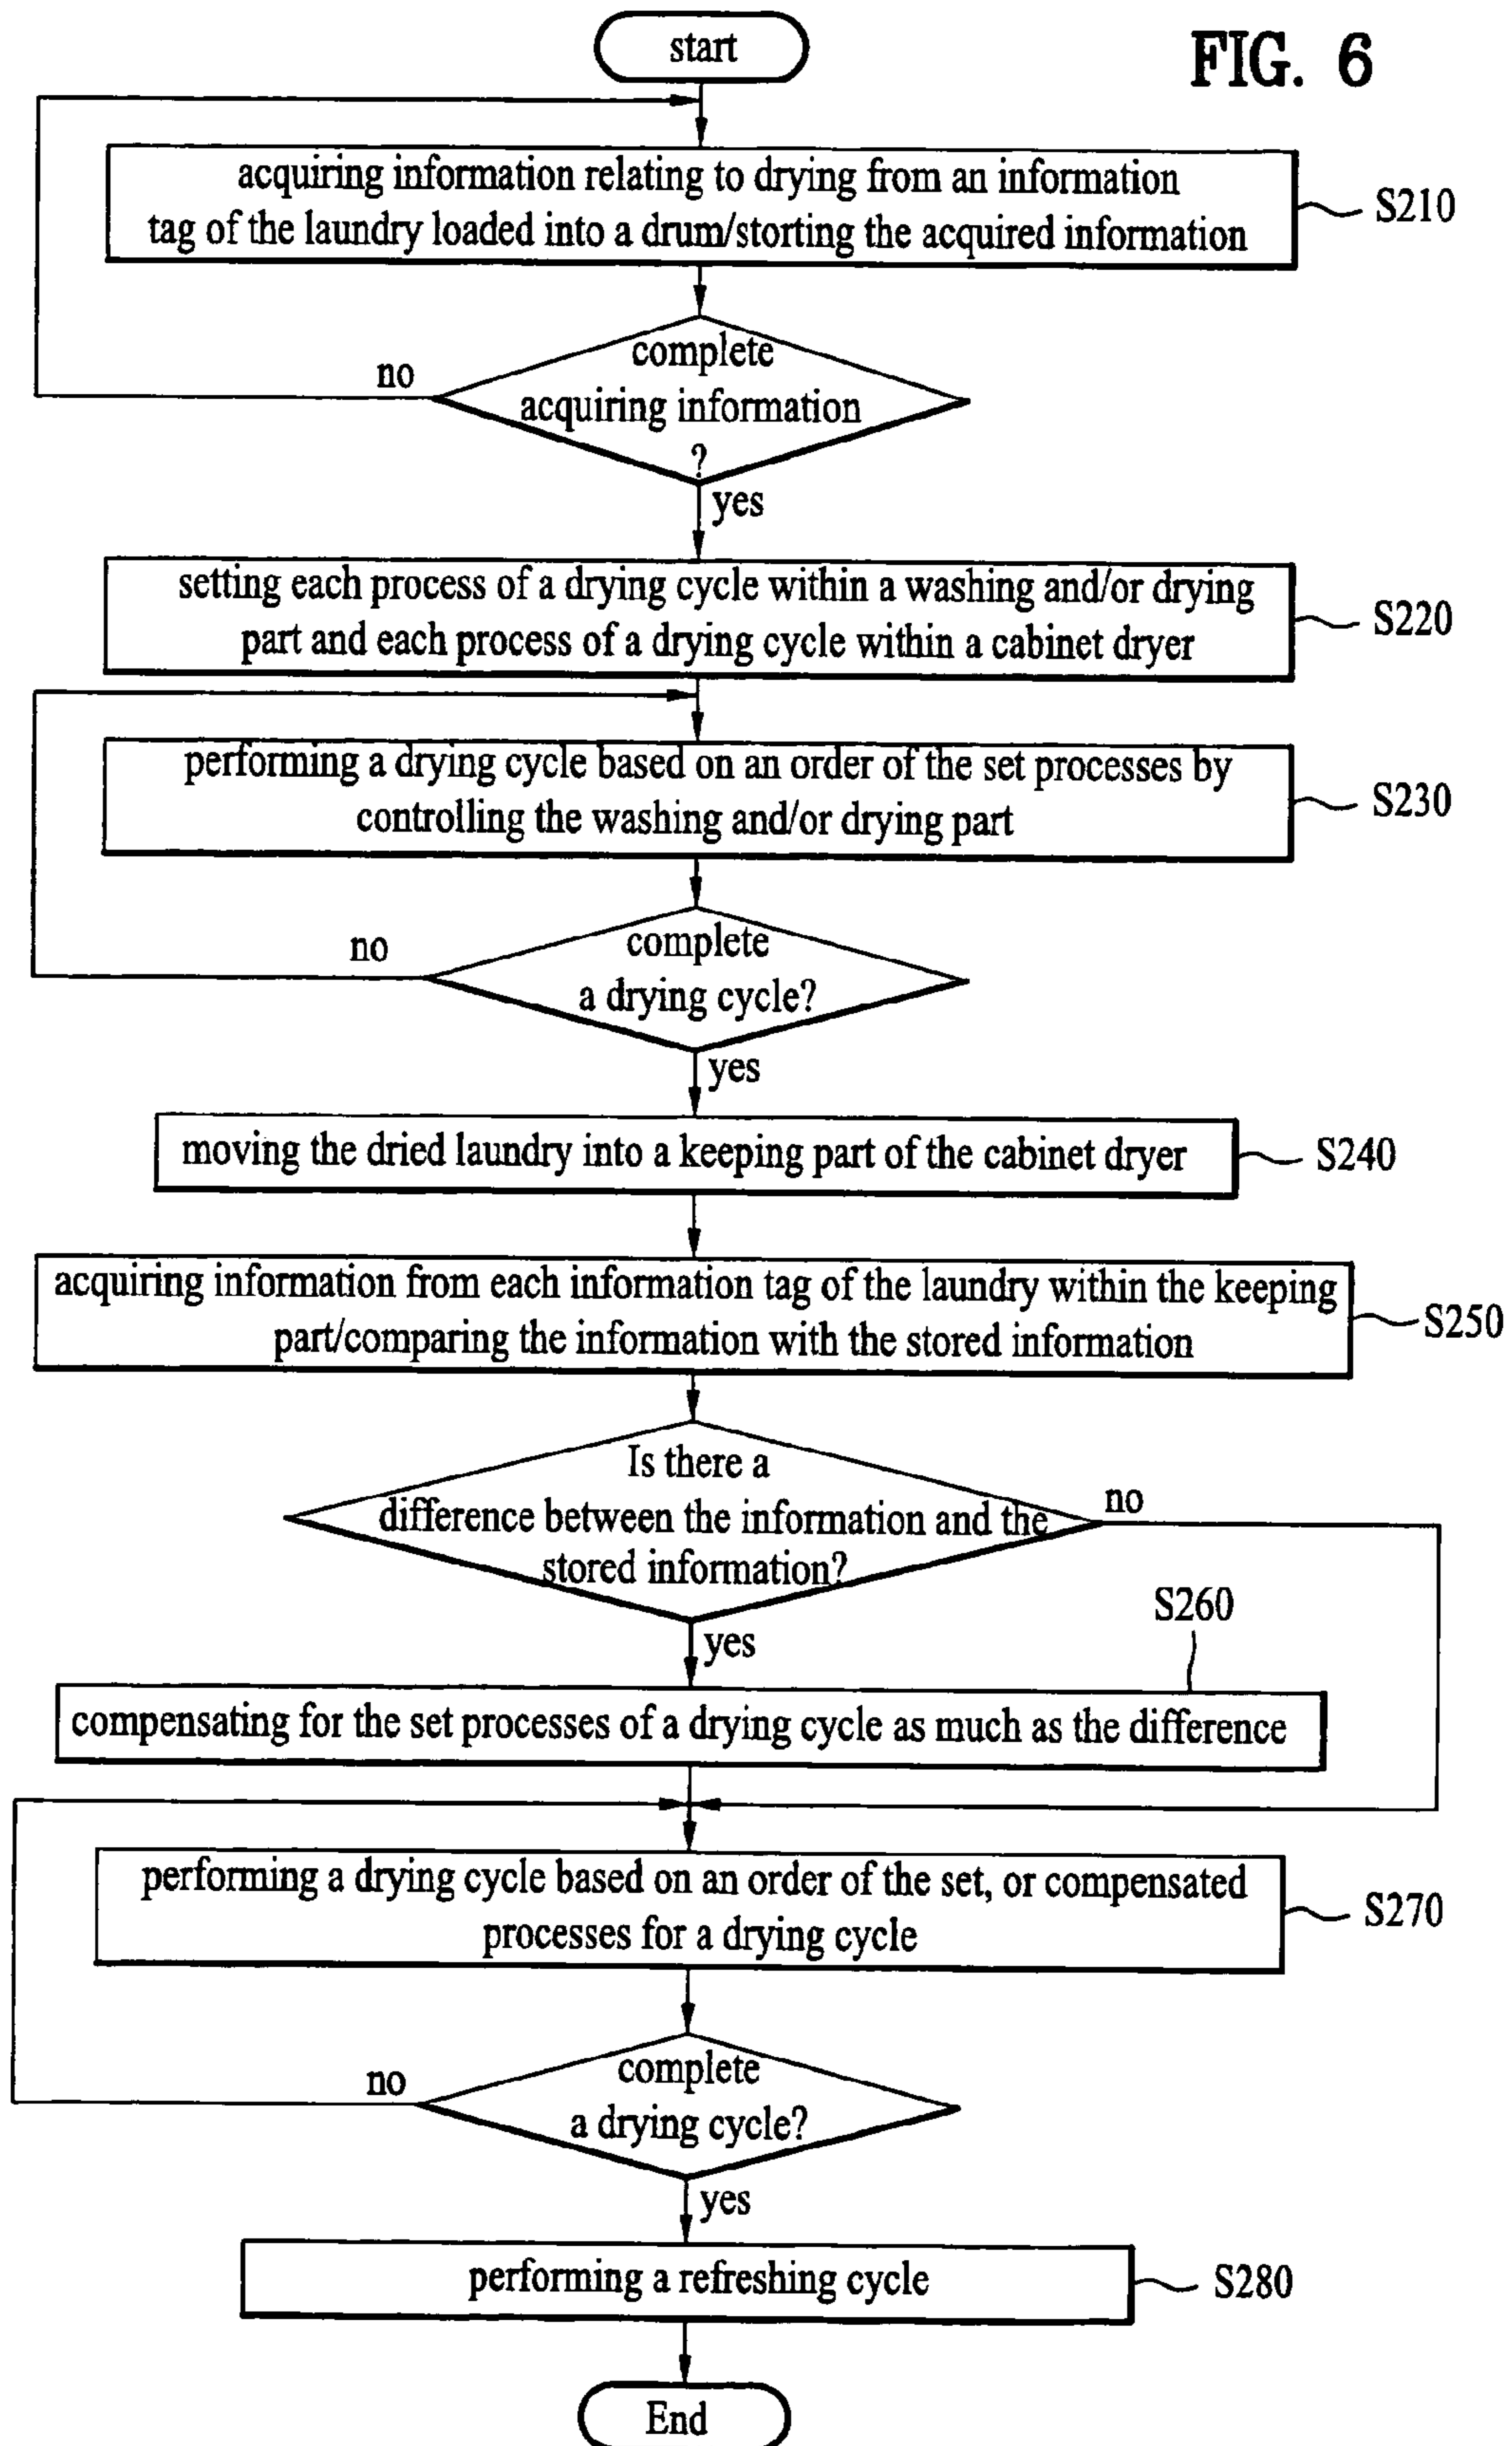 start
FIG. 6
acquiring information relating to drying from an information
tag of the laundry loaded into a drum/storting the acquired information
S210
complete
acquiring information
?
no
yes
setting each process of a drying cycle within a washing and/or drying
part and each process of a drying cycle within a cabinet dryer
S220
performing a drying cycle based on an order of the set processes by
controlling the washing and/or drying part
S230
complete
a drying cycle?
no
yes
moving the dried laundry into a keeping part of the cabinet dryer
S240
acquiring information from each information tag of the laundry within the keeping
part/comparing the information with the stored information
S250
Is there a
difference between the information and the
stored information?
no
yes
S260
compensating for the set processes of a drying cycle as much as the difference
performing a drying cycle based on an order of the set, or compensated
processes for a drying cycle
S270
complete
a drying cycle?
no
yes
performing a refreshing cycle
S280
End